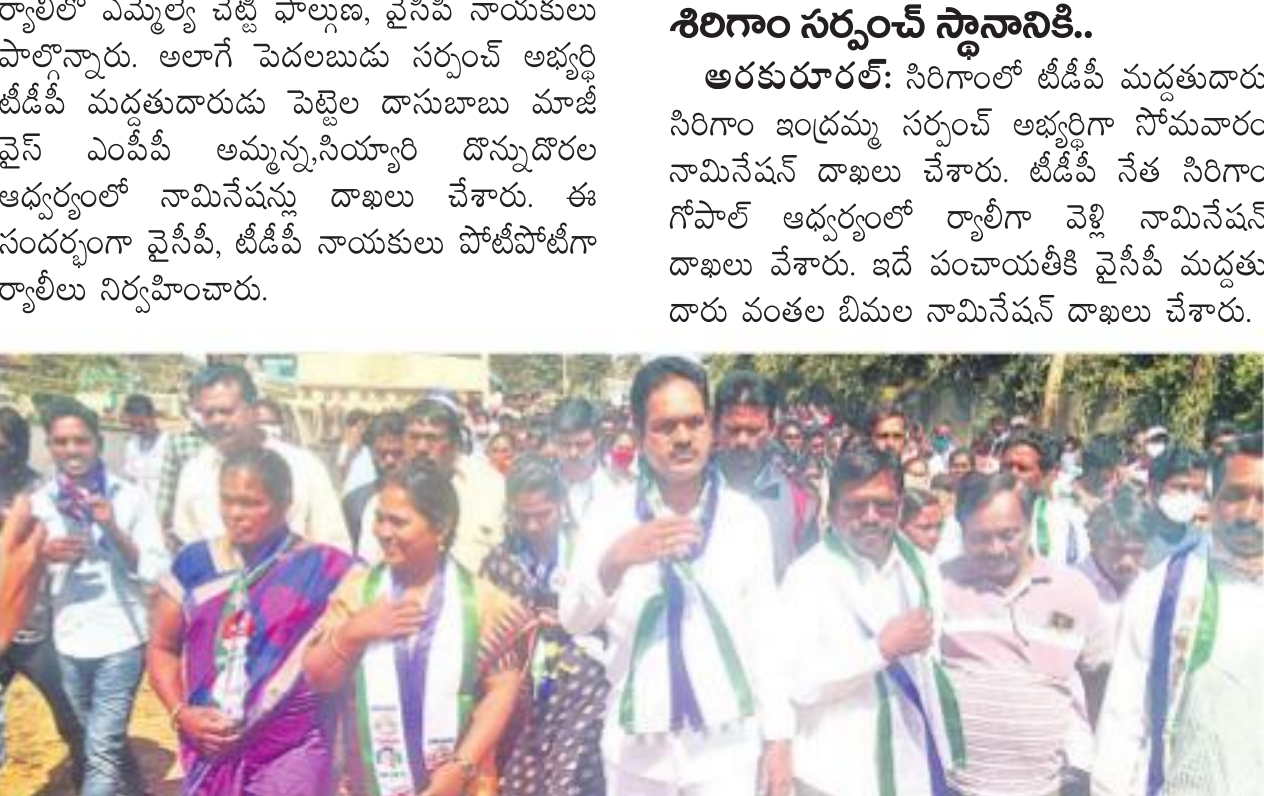 ర్యాలీలో ఎమ్మెల్యే చెట్టి ఫాల్గుణ, వైసీపీ నాయకులు
పాల్గొన్నారు. అలాగే పెదలబుడు సర్పంచ్ అభ్యర్థి
టీడీపీ మద్దతుదారుడు పెట్టెల దాసుబాబు మాజీ
వైస్ ఎంపీపీ అమ్మన్న,సియ్యారి దొన్నుదొరల
ఆధ్వర్యంలో నామినేషన్లు దాఖలు చేశారు. ఈ
సందర్భంగా వైసీపీ, టీడీపీ నాయకులు పోటీపోటీగా
ర్యాలీలు నిర్వహించారు.
శిరిగాం సర్పంచ్ స్థానానికి..
అరకురూరల్: సిరిగాంలో టీడీపీ మద్దతుదారు
సిరిగాం ఇంద్రమ్మ సర్పంచ్ అభ్యర్థిగా సోమవారం
నామినేషన్ దాఖలు చేశారు. టీడీపీ నేత సిరిగాం
గోపాల్ ఆధ్వర్యంలో ర్యాలీగా వెళ్లి నామినేషన్
దాఖలు వేశారు. ఇదే పంచాయతీకి వైసీపీ మద్దతు
దారు వంతల బిమల నామినేషన్ దాఖలు చేశారు.